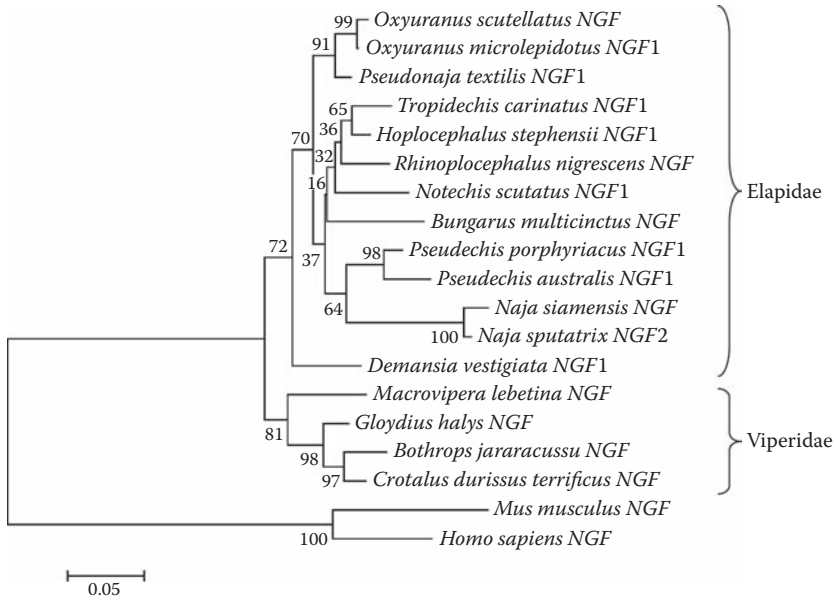 99
Oxyuranus scutellatus NGF
91
Oxyuranus microlepidotus NGF1
Pseudonaja textilis NGF1
65
Tropidechis carinatus NGF1
70
36
Hoplocephalus stephensii NGF1
32
Rhinoplocephalus nigrescens NGF
16
Notechis scutatus NGF1
Elapidae
Bungarus multicinctus NGF
72
37
98
Pseudechis porphyriacus NGF1
Pseudechis australis NGF1
64
Naja siamensis NGF
100
Naja sputatrix NGF2
Demansia vestigiata NGF1
Macrovipera lebetina NGF
81
Gloydius halys NGF
Viperidae
98
Bothrops jararacussu NGF
97
Crotalus durissus terrificus NGF
Mus musculus NGF
100
Homo sapiens NGF
0.05